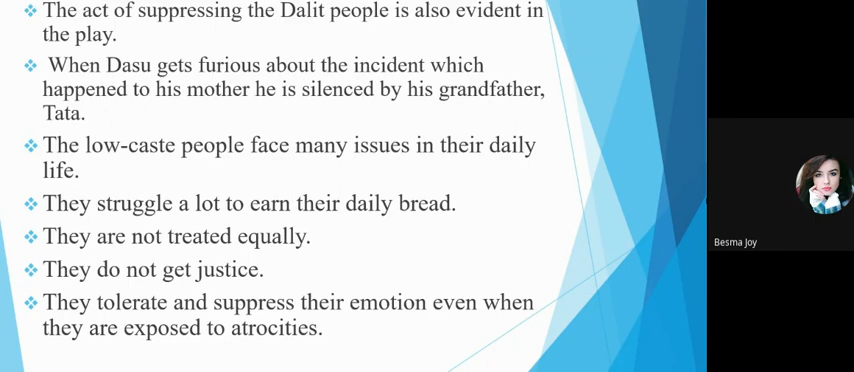 The act of suppressing the Dalit people is also evident in
the play.
When Dasu gets furious about the incident which
happened to his mother he is silenced by his grandfather,
Tata.
The low-caste people face many issues in their daily
life.
They struggle a lot to earn their daily bread.
They are not treated equally.
They do not get justice.
They tolerate and suppress their emotion even when
they are exposed to atrocities.
Besma Joy